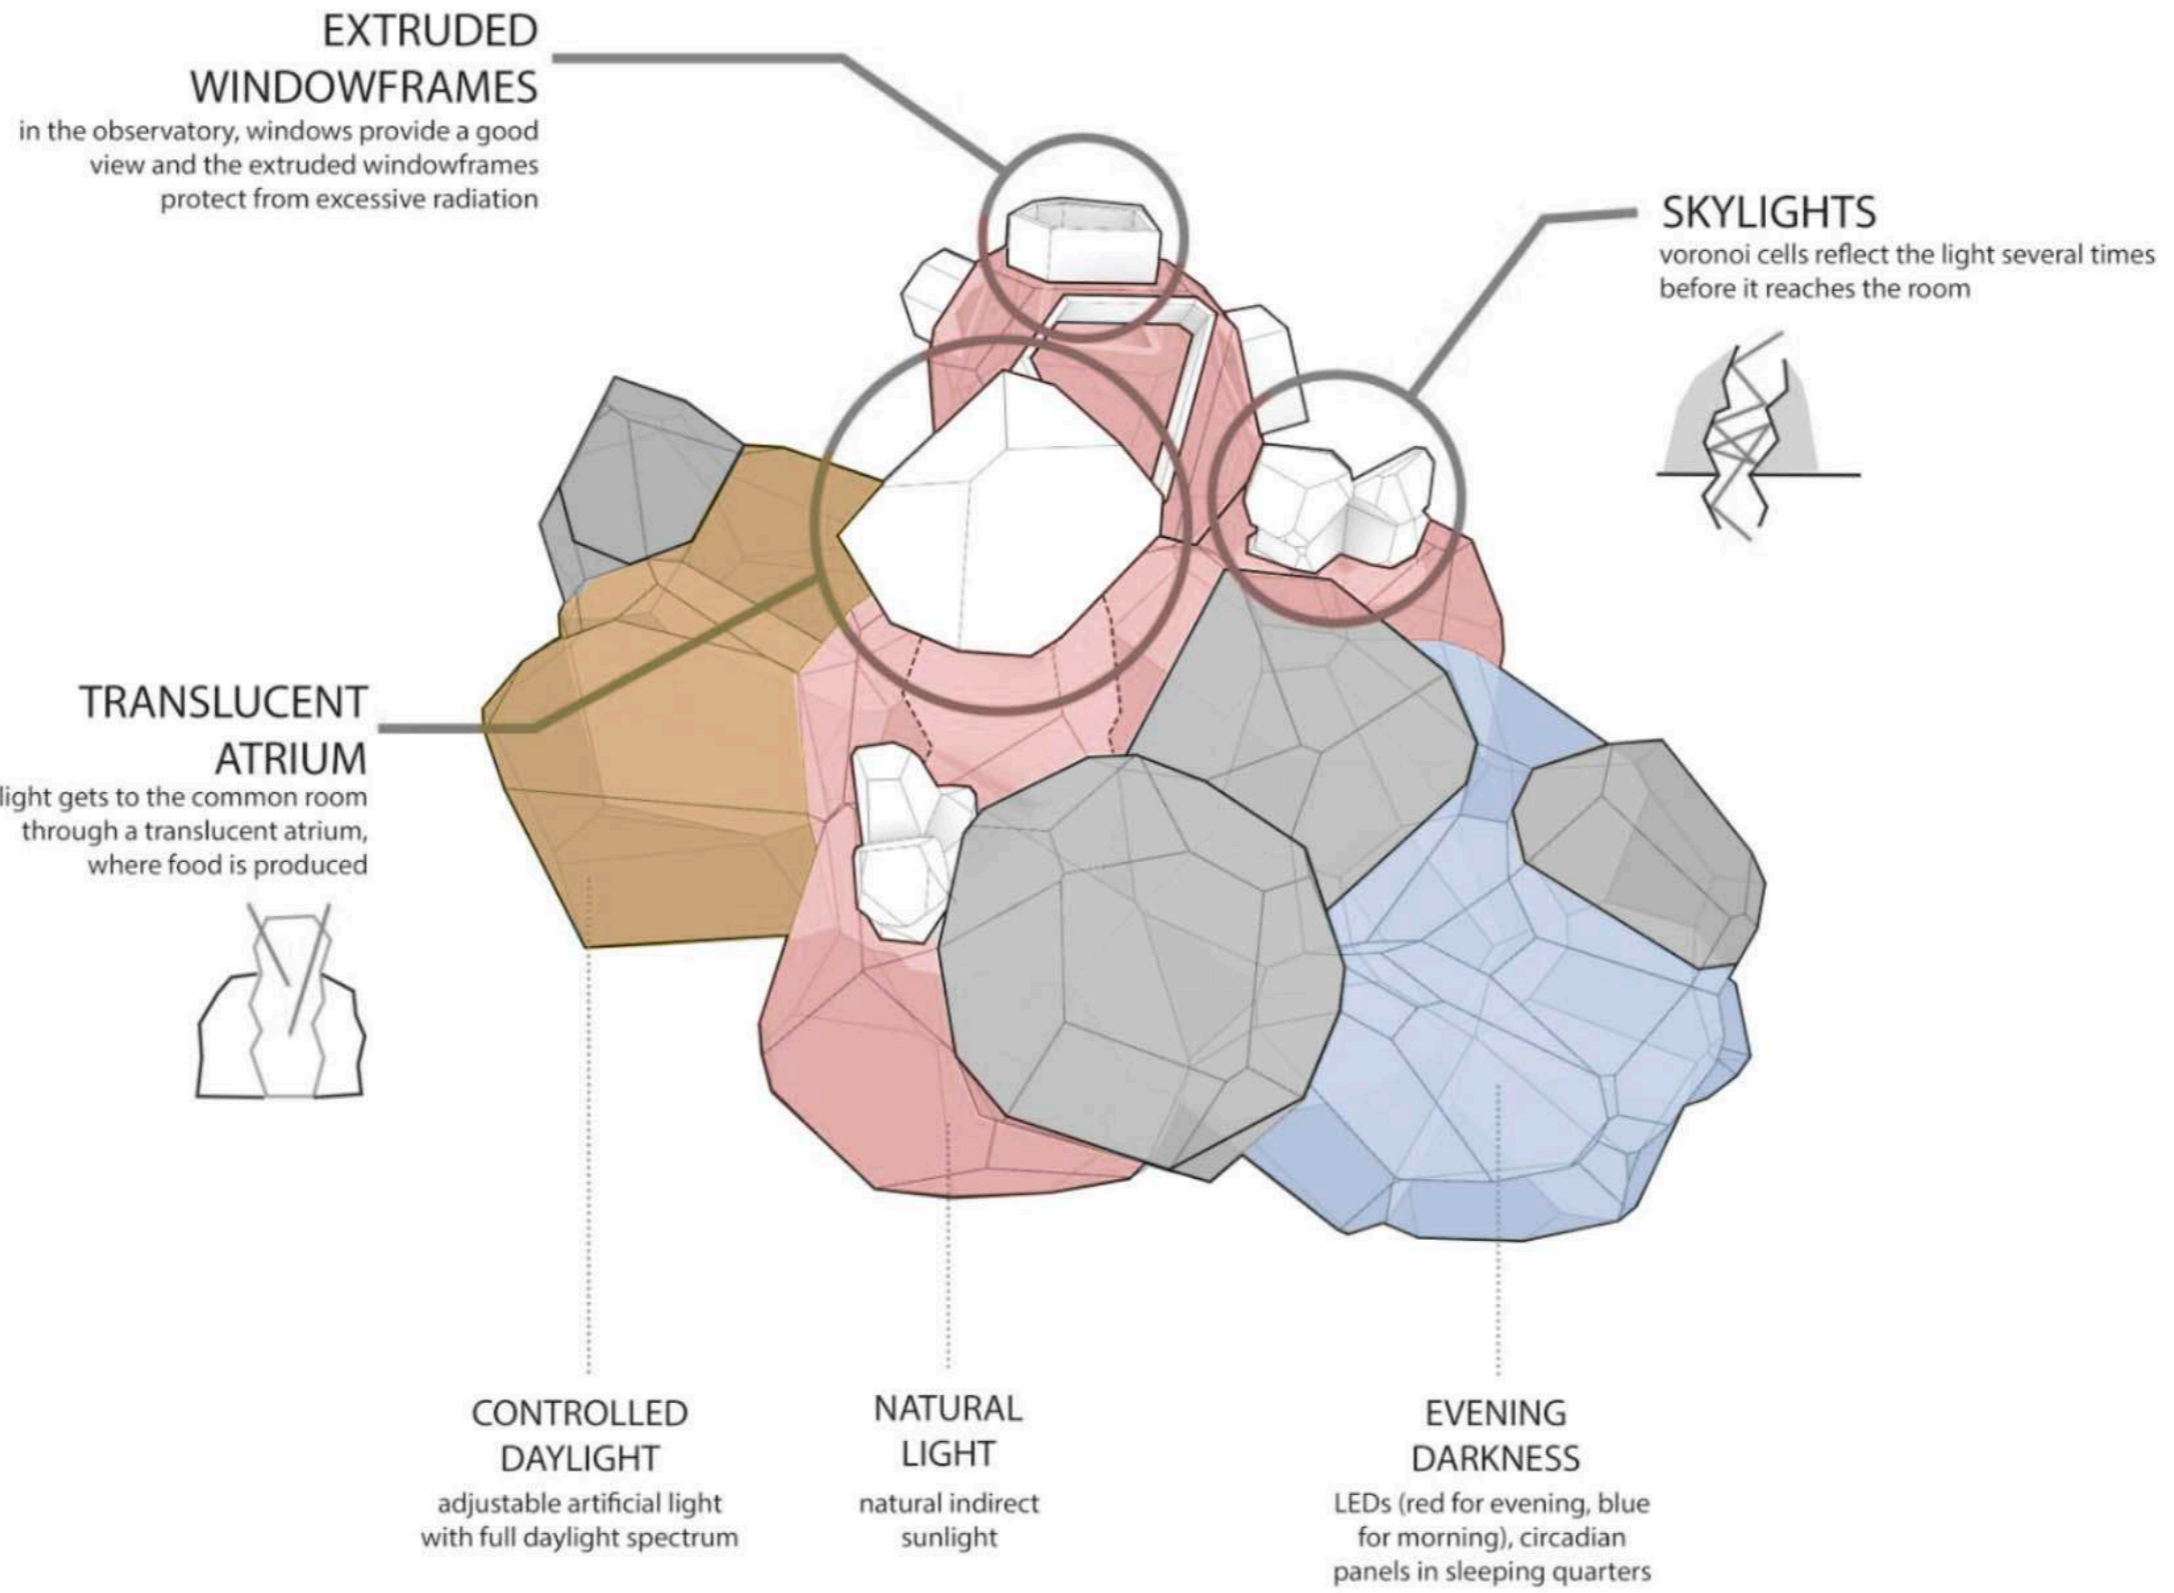 EXTRUDED
WINDOWFRAMES
in the observatory, windows provide a good
view and the extruded windowframes
protect from excessive radiation
SKYLIGHTS
voronoi cells reflect the light several times
before it reaches the room
TRANSLUCENT
ATRIUM
light gets to the common room
through a translucent atrium,
where food is produced
CONTROLLED
DAYLIGHT
adjustable artificial light
with full daylight spectrum
NATURAL
LIGHT
natural indirect
sunlight
EVENING
DARKNESS
LEDs (red for evening, blue
for morning), circadian
panels in sleeping quarters